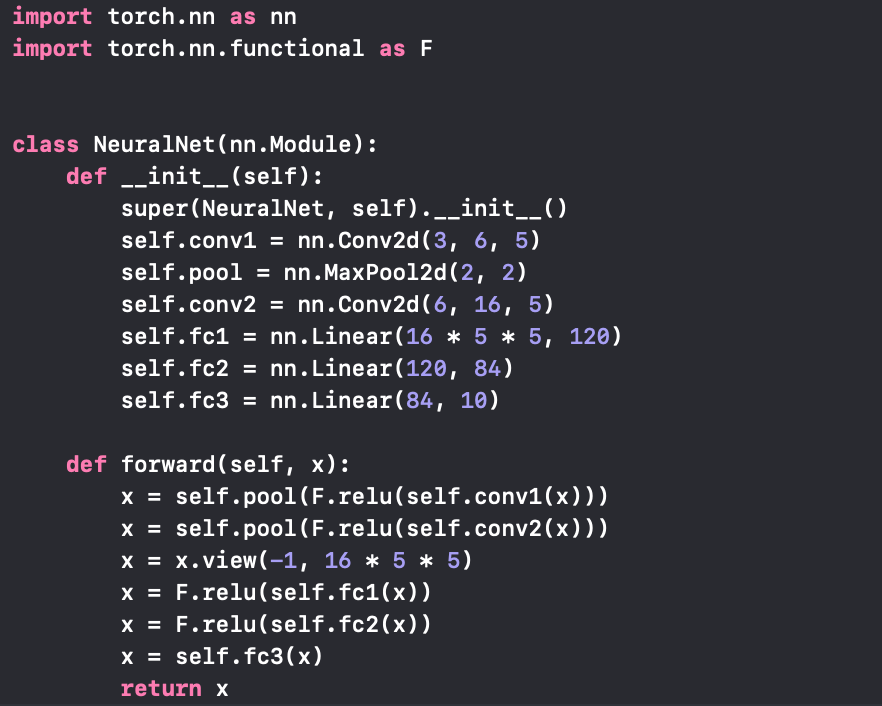 import torch.nn as nn
import torch.nn.functional as F
class NeuralNet(nn.Module):
    def __init__(self):
        super(NeuralNet, self).__init__()
        self.conv1 = nn.Conv2d(3, 6, 5)
        self.pool = nn.MaxPool2d(2, 2)
        self.conv2 = nn.Conv2d(6, 16, 5)
        self.fc1 = nn.Linear(16 * 5 * 5, 120)
        self.fc2 = nn.Linear(120, 84)
        self.fc3 = nn.Linear(84, 10)
    def forward(self, x):
        x = self.pool(F.relu(self.conv1(x)))
        x = self.pool(F.relu(self.conv2(x)))
        x = x.view(-1, 16 * 5 * 5)
        x = F.relu(self.fc1(x))
        x = F.relu(self.fc2(x))
        x = self.fc3(x)
        return x